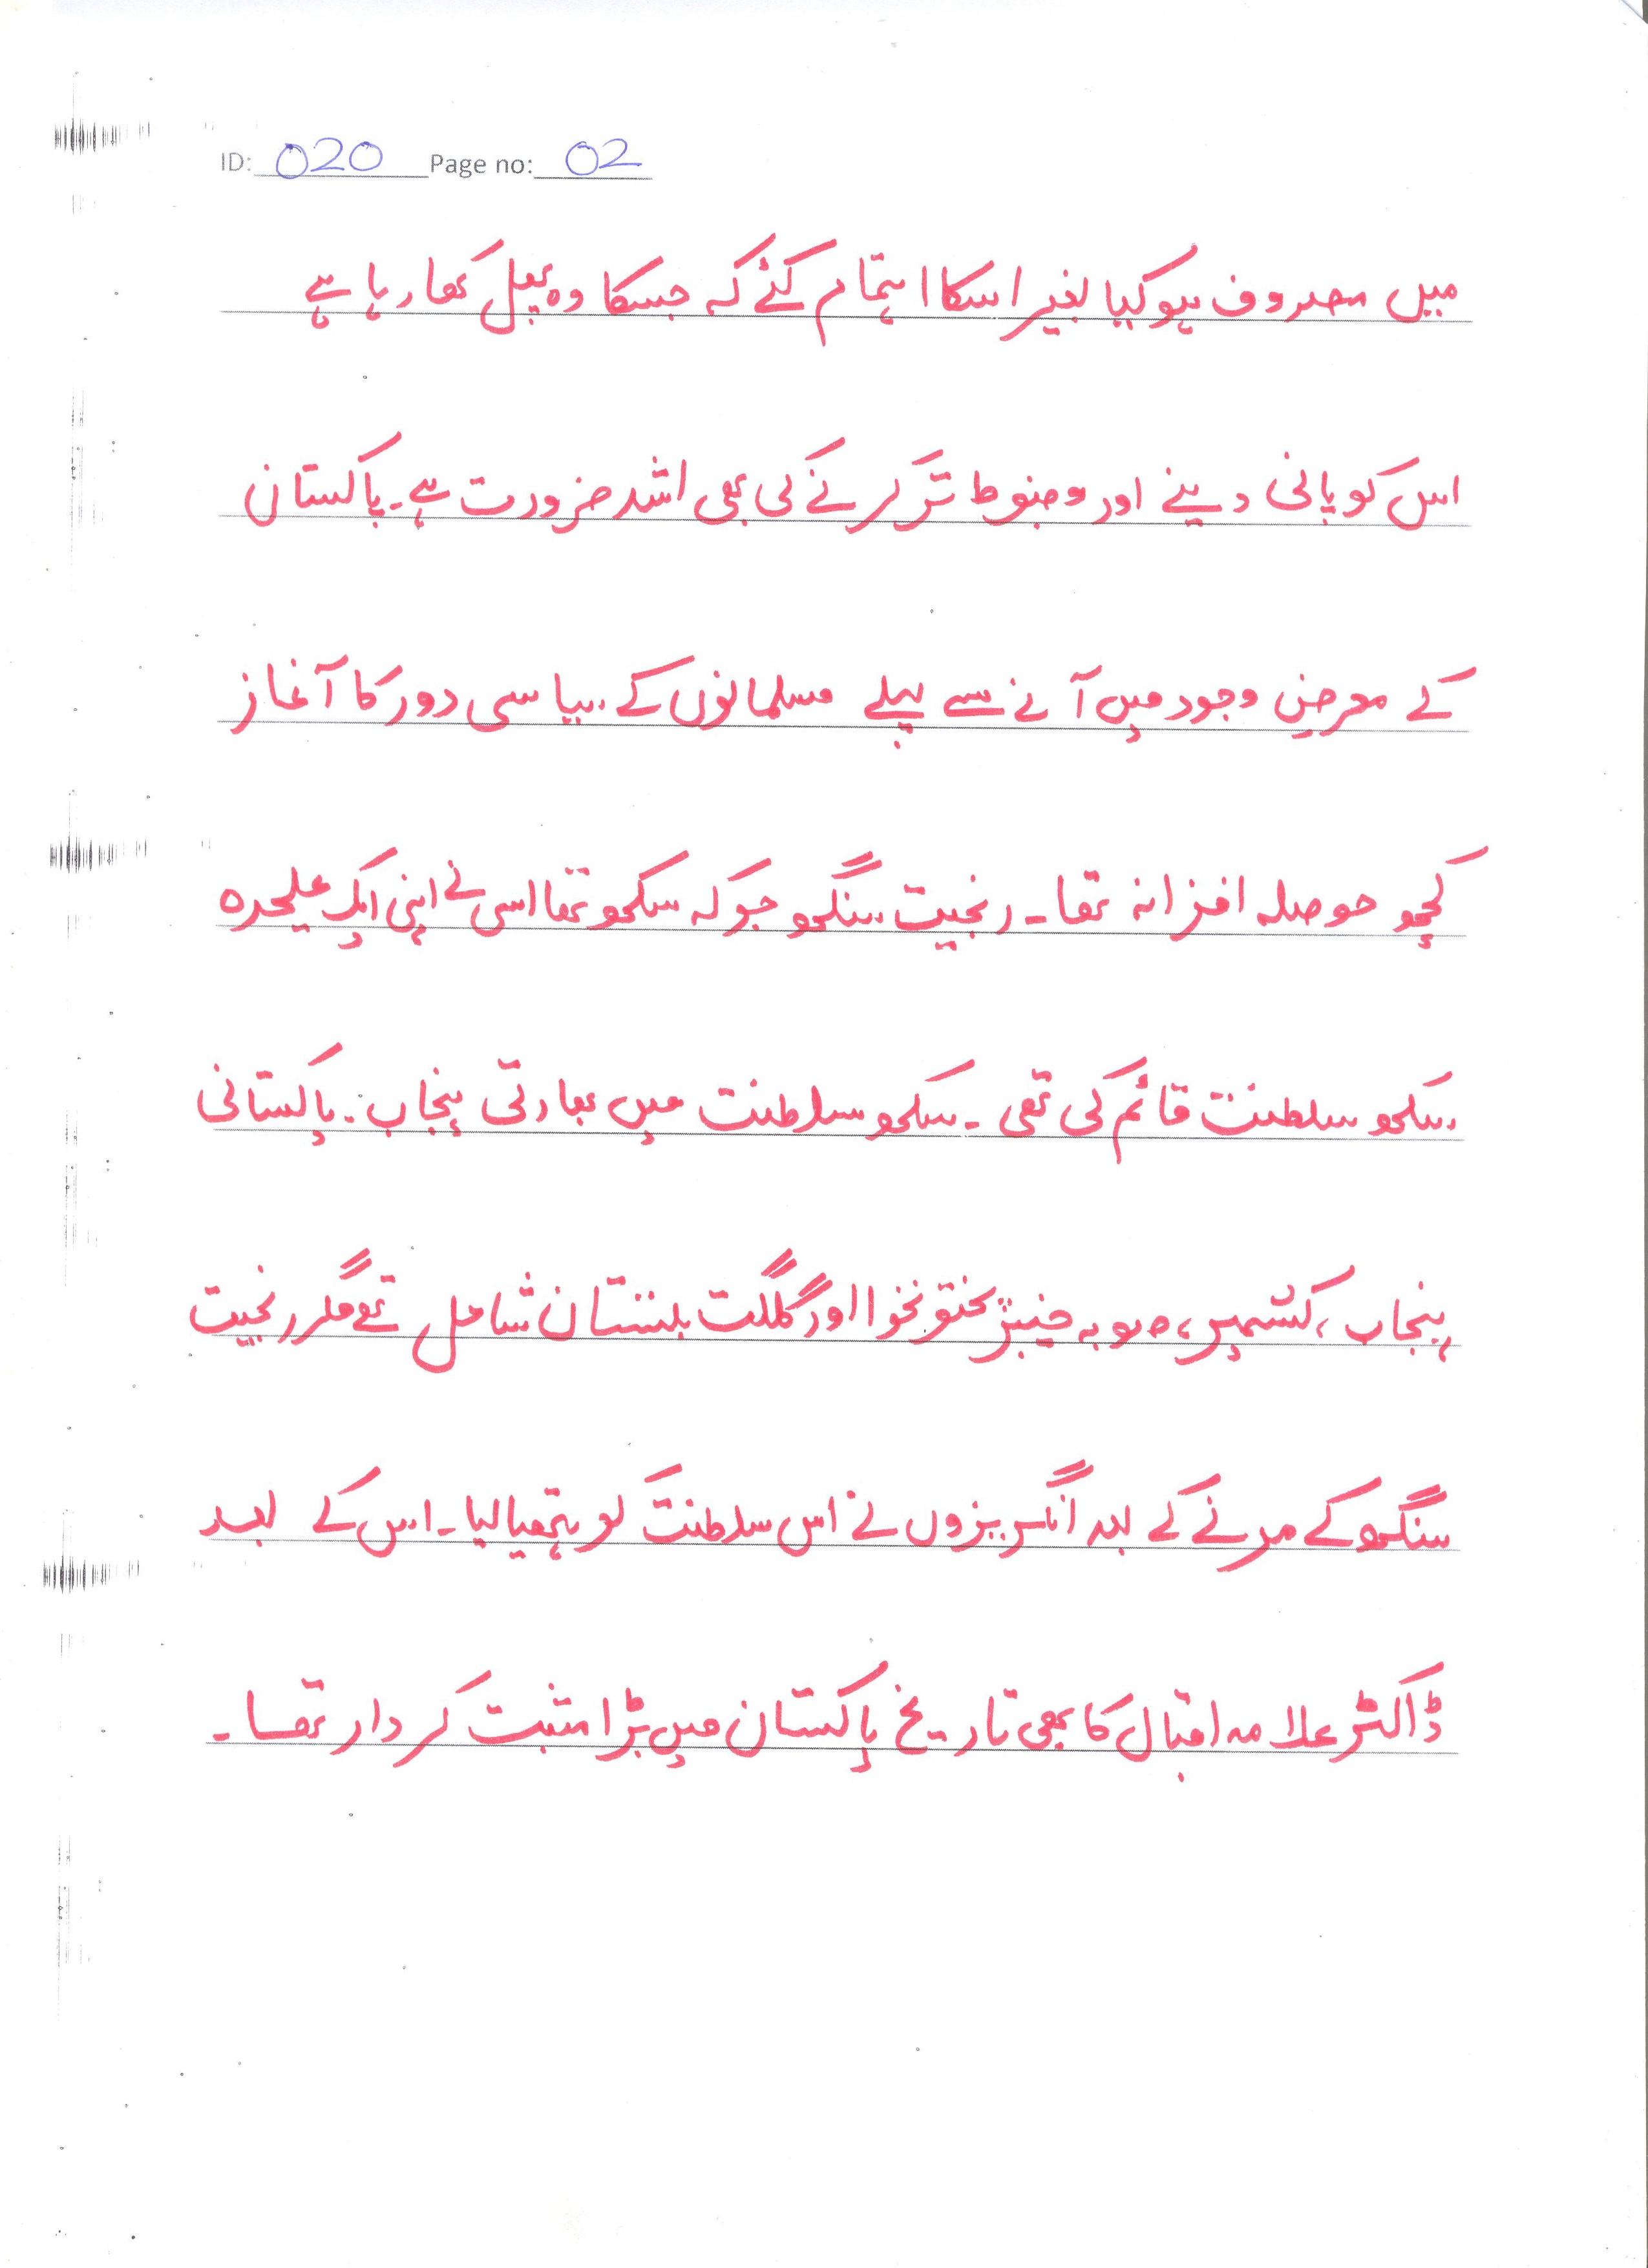 ID: 020 Page no: 02
میں مصروف ہوگیا بغیر اسکا اہتمام کئے کہ جسکا وہ پھل کھا رہا ہے
اس کو پانی دینے اور مضبوط تر کرنے کی بھی اشد ضرورت ہے۔ پاکستان
کے معرض وجود میں آنے سے پہلے مسلمانوں کے سیاسی دور کا آغاز
کچھ حوصلہ افزا نہ تھا۔ رنجیت سنگھ جو کہ سکھ تھا اسی نے اپنی ایک علیحدہ
سکھ سلطنت قائم کی تھی۔ سکھ سلطنت میں بھارتی پنجاب۔ پاکستانی
پنجاب، کشمیر، صوبہ خیبر پختونخوا اور گلگت بلتستان شامل تھے مگر رنجیت
سنگھ کے مرنے کے بعد انگریزوں نے اس سلطنت کو ہتھیا لیا۔ اس کے بعد
ڈاکٹر علامہ اقبال کا بھی تاریخ پاکستان میں بڑا مثبت کردار تھا۔